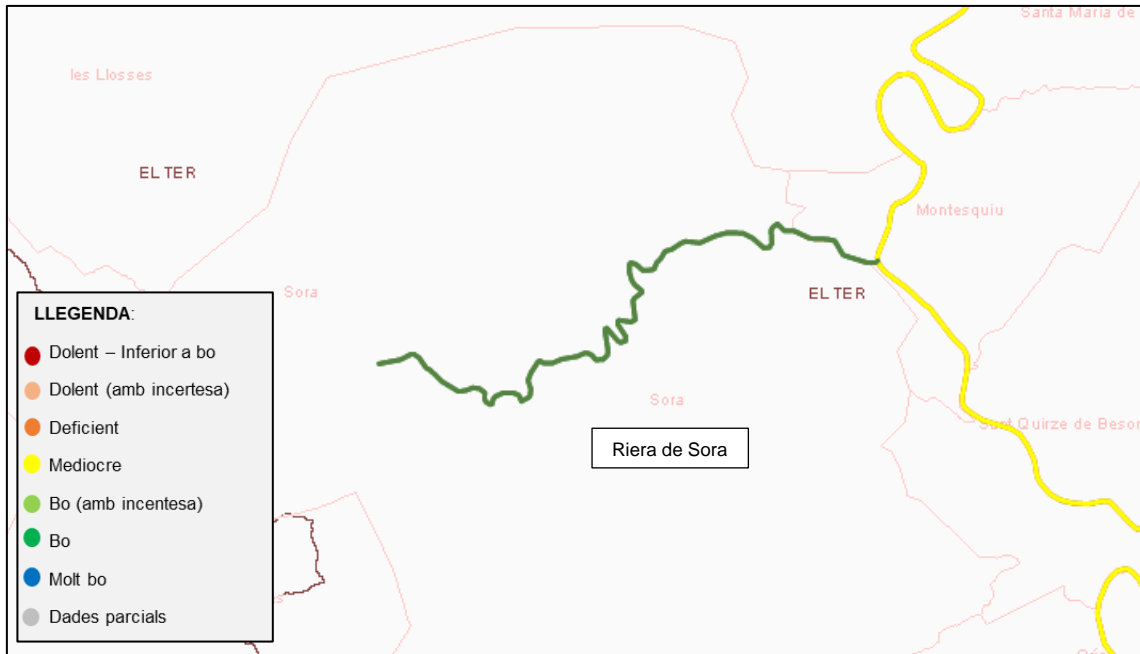 Santa Maria de
les Llosses
EL TER
Montesquiu
Sora
EL TER
LLEGENDA:
Dolent – Inferior a bo
Dolent (amb incertesa)
Deficient
Mediocre
Bo (amb incentesa)
Bo
Molt bo
Dades parcials
Sora
Sant Quirze de Besor
Riera de Sora